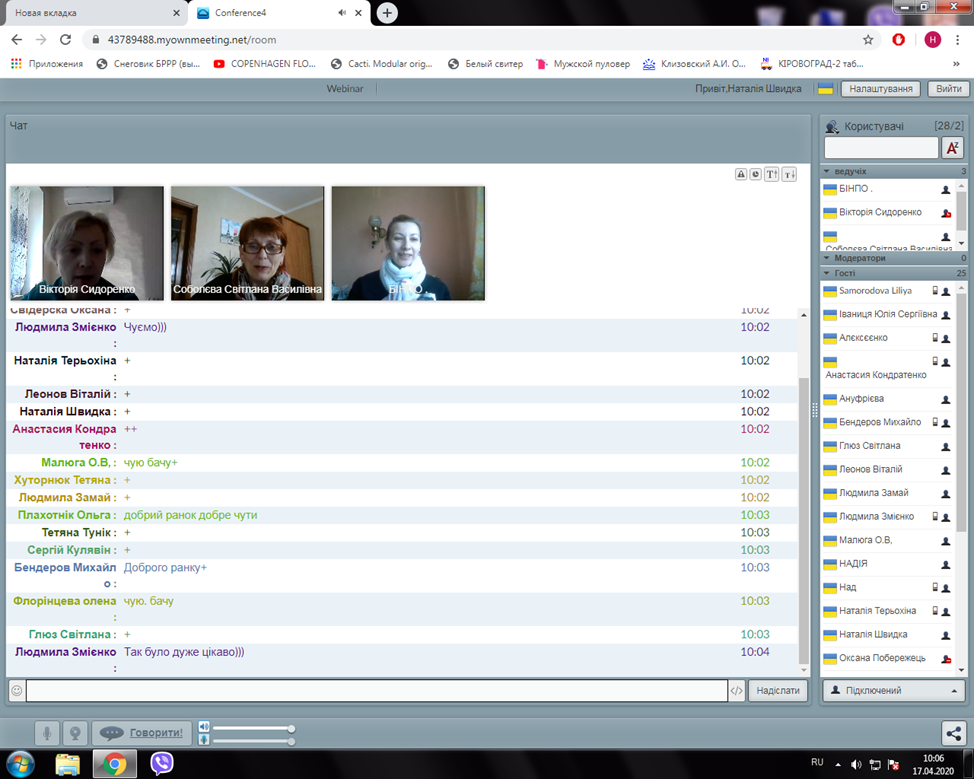 Новая вкладка
Conference4
43789488.myownmeeting.net/room
H
Приложения
Снеговик БРРР (вы...
COPENHAGEN FLO...
Cacti. Modular orig...
Белый свитер
Мужской пуловер
Клизовский А.И. О...
КІРОВОГРАД-2 таб...
»
Webinar
Привіт,Наталія Швидка
Налаштування
Вийти
Чат
Вікторія Сидоренко
Соболєва Світлана Василівна
БІНПО
Свідерска Оксана : + 10:02
Людмила Змієнко Чуємо))) 10:02
:
Наталія Терьохіна + 10:02
:
Леонов Віталій : + 10:02
Наталія Швидка : + 10:02
Анастасия Кондра ++ 10:02
тенко :
Малюга О.В, : чую бачу+ 10:02
Хуторнюк Тетяна : + 10:02
Людмила Замай : + 10:02
Плахотнік Ольга : добрий ранок добре чути 10:03
Тетяна Тунік : + 10:03
Сергій Кулявін : + 10:03
Бендеров Михайл Доброго ранку+ 10:03
о :
Флорінцева олена чую. бачу 10:03
:
Глюз Світлана : + 10:03
Людмила Змієнко Так було дуже цікаво))) 10:04
:
</>
Надіслати
Говорити!
Користувачі [28/2]
ведучіх 3
БІНПО .
Вікторія Сидоренко
Соболєва Світлана Василівна
Модератори 0
Гості 25
Samorodova Liliya
Іваниця Юлія Сергіївна
Алєксєєнко
Анастасия Кондратенко
Ануфрієва
Бендеров Михайло
Глюз Світлана
Леонов Віталій
Людмила Замай
Людмила Змієнко
Малюга О.В,
НАДІЯ
Над
Наталія Терьохіна
Наталія Швидка
Оксана Побережець
Підключений
RU
10:06
17.04.2020